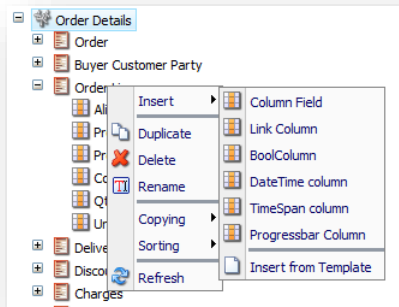 Order Details
Order
Buyer Customer Party
Order
Insert
Column Field
Link Column
Duplicate
BoolColumn
Delete
DateTime column
Rename
TimeSpan column
Copying
Progressbar Column
Sorting
Insert from Template
Refresh
Charges